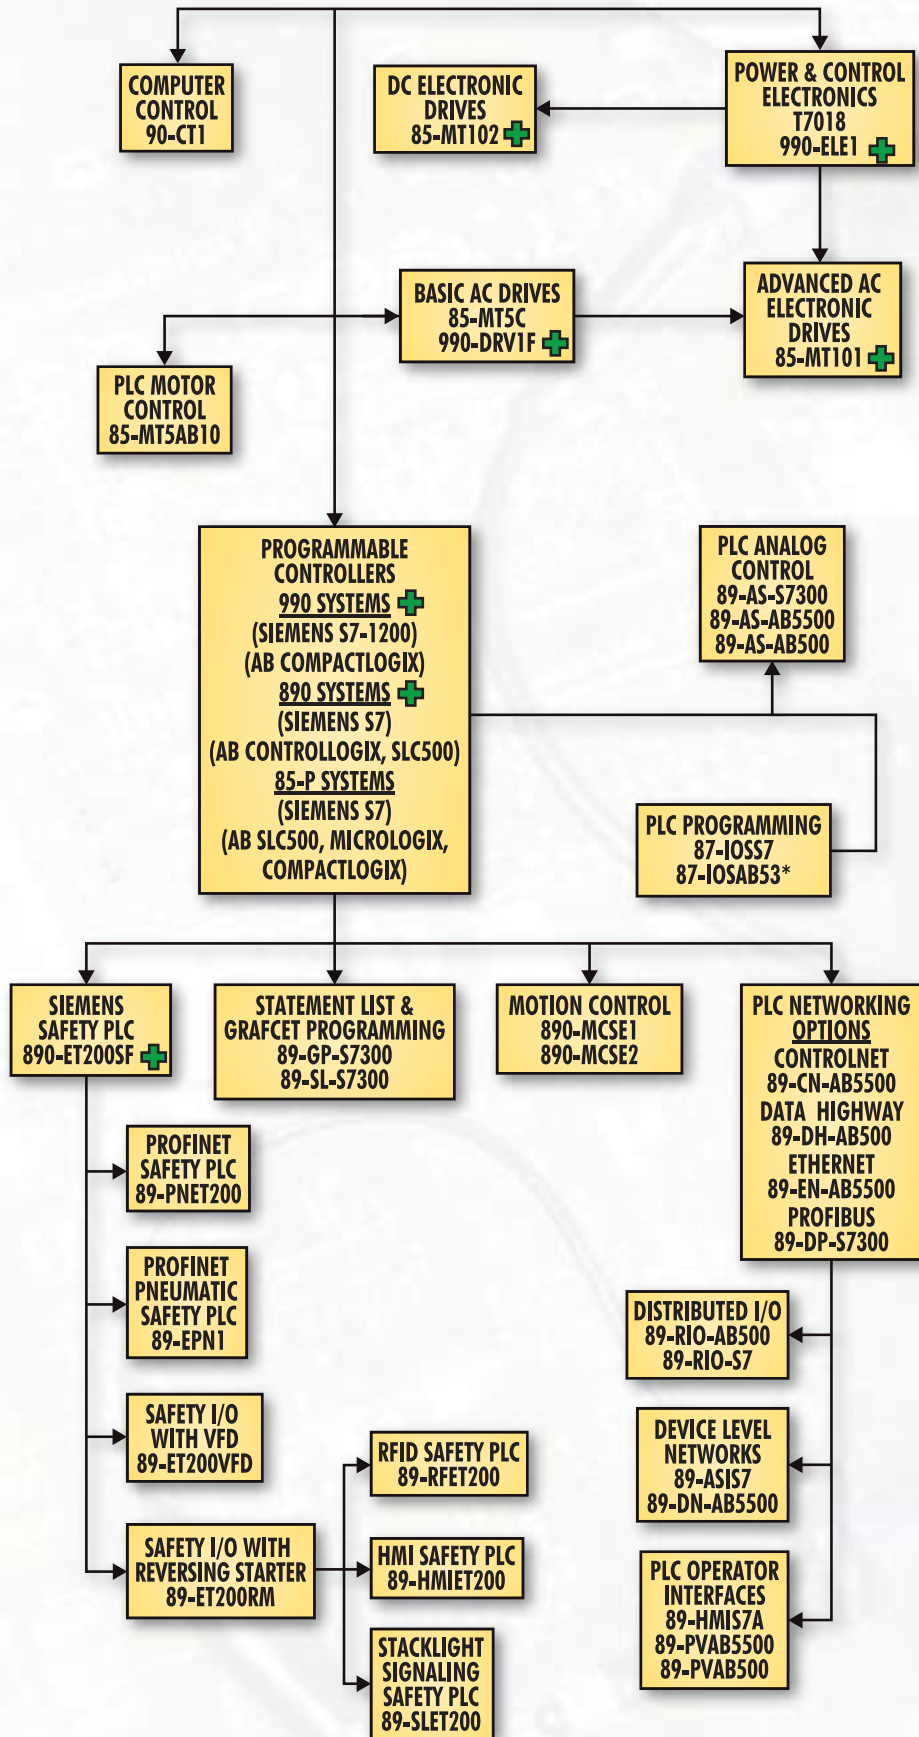 COMPUTER
CONTROL
90-CT1
DC ELECTRONIC
DRIVES
85-MT102
POWER & CONTROL
ELECTRONICS
T7018
990-ELE1
BASIC AC DRIVES
85-MT5C
990-DRV1F
ADVANCED AC
ELECTRONIC
DRIVES
85-MT101
PLC MOTOR
CONTROL
85-MT5AB10
PROGRAMMABLE
CONTROLLERS
990 SYSTEMS
(SIEMENS S7-1200)
(AB COMPACTLOGIX)
890 SYSTEMS
(SIEMENS S7)
(AB CONTROLLOGIX, SLC500)
85-P SYSTEMS
(SIEMENS S7)
(AB SLC500, MICROLOGIX,
COMPACTLOGIX)
PLC ANALOG
CONTROL
89-AS-S7300
89-AS-AB5500
89-AS-AB500
PLC PROGRAMMING
87-IOSS7
87-IOSAB53*
SIEMENS
SAFETY PLC
890-ET200SF
STATEMENT LIST &
GRAFCET PROGRAMMING
89-GP-S7300
89-SL-S7300
MOTION CONTROL
890-MCSE1
890-MCSE2
PLC NETWORKING
OPTIONS
CONTROLNET
89-CN-AB5500
DATA HIGHWAY
89-DH-AB500
ETHERNET
89-EN-AB5500
PROFIBUS
89-DP-S7300
PROFINET
SAFETY PLC
89-PNET200
PROFINET
PNEUMATIC
SAFETY PLC
89-EPN1
SAFETY I/O
WITH VFD
89-ET200VFD
SAFETY I/O WITH
REVERSING STARTER
89-ET200RM
RFID SAFETY PLC
89-RFET200
HMI SAFETY PLC
89-HMIET200
STACKLIGHT
SIGNALING
SAFETY PLC
89-SLET200
DISTRIBUTED I/O
89-RIO-AB500
89-RIO-S7
DEVICE LEVEL
NETWORKS
89-ASIS7
89-DN-AB5500
PLC OPERATOR
INTERFACES
89-HMIS7A
89-PVAB5500
89-PVAB500